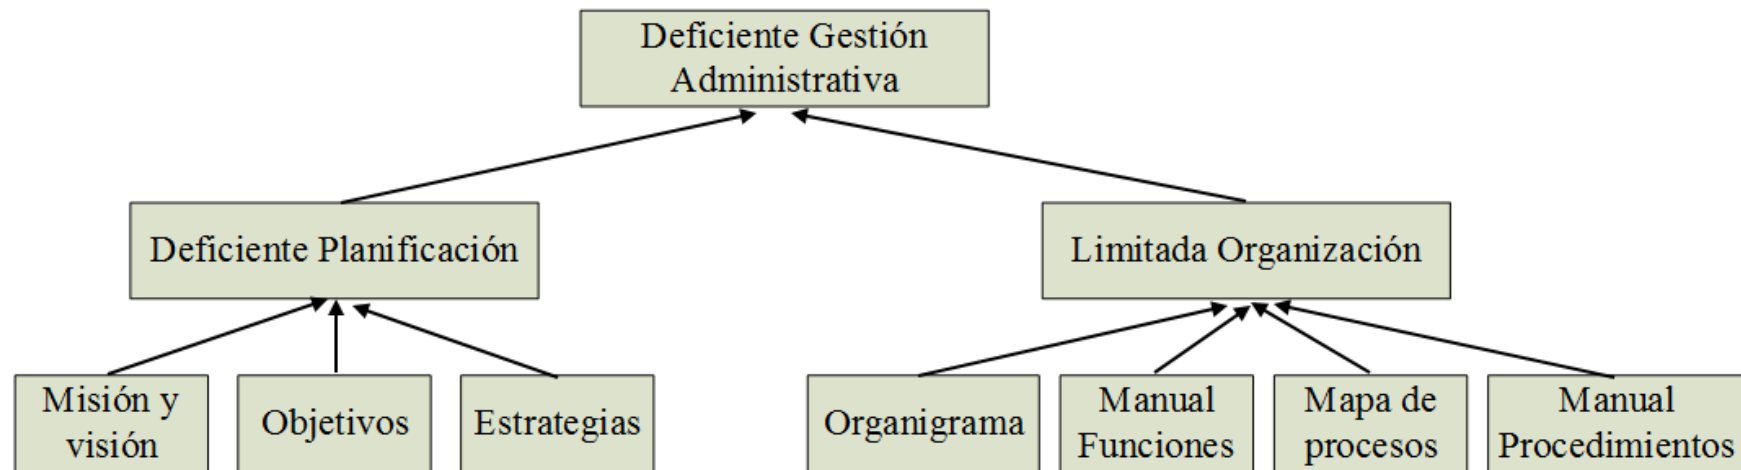 Deficiente Gestión
Administrativa
Deficiente Planificación
Limitada Organización
Misión y
visión
Objetivos
Estrategias
Organigrama
Manual
Funciones
Mapa de
procesos
Manual
Procedimientos